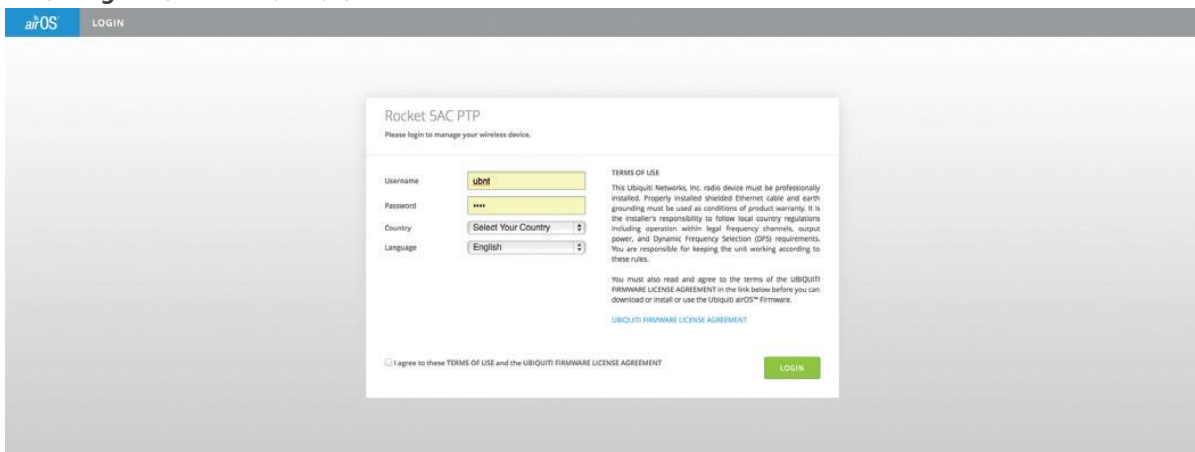 airOS LOGIN
Rocket 5AC PTP
Please login to manage your wireless device.
Username ubnt
Password ••••
Country Select Your Country
Language English
TERMS OF USE
This Ubiquiti Networks, Inc. radio device must be professionally
installed. Properly installed shielded Ethernet cable and earth
grounding must be used as conditions of product warranty. It is
the installer's responsibility to follow local country regulations
including operation within legal frequency channels, output
power, and Dynamic Frequency Selection (DFS) requirements.
You are responsible for keeping the unit working according to
these rules.
You must also read and agree to the terms of the UBIQUITI
FIRMWARE LICENSE AGREEMENT in the link below before you can
download or install or use the Ubiquiti airOS™ Firmware.
UBIQUITI FIRMWARE LICENSE AGREEMENT
I agree to these TERMS OF USE and the UBIQUITI FIRMWARE LICENSE AGREEMENT
LOGIN